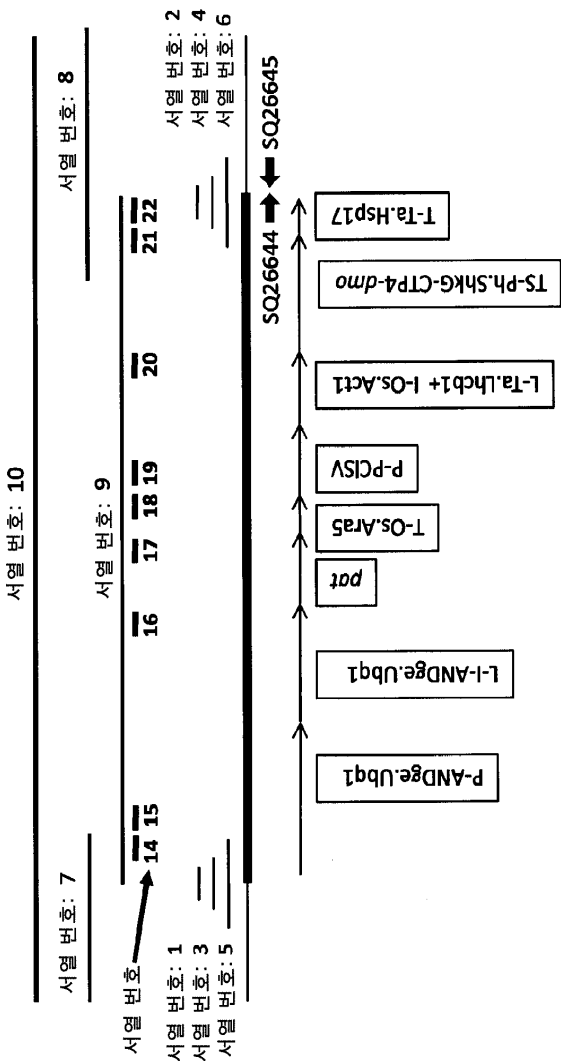 서열 번호: 10
서열 번호: 7
서열 번호: 8
서열 번호: 9
서열 번호
14
15
16
17
18
19
20
21
22
서열 번호: 1
서열 번호: 3
서열 번호: 5
서열 번호: 2
서열 번호: 4
서열 번호: 6
SQ26644
SQ26645
P-ANDge.Ubq1
L-I-ANDge.Ubq1
pat
T-Os.Ara5
P-PClSV
L-Ta.Lhcb1+ I-Os.Act1
TS-Ph.ShkG-CTP4-dmo
T-Ta.Hsp17